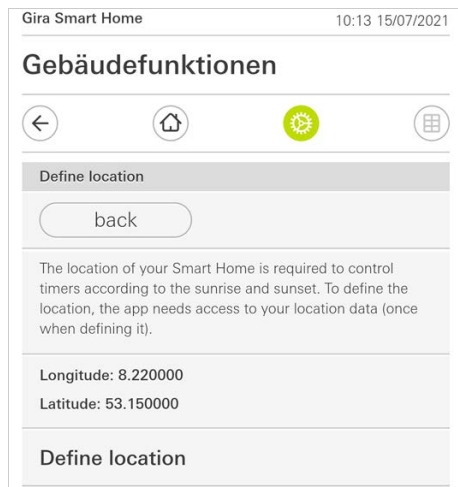 Gira Smart Home 10:13 15/07/2021
Gebäudefunktionen
Define location
back
The location of your Smart Home is required to control
timers according to the sunrise and sunset. To define the
location, the app needs access to your location data (once
when defining it).
Longitude: 8.220000
Latitude: 53.150000
Define location